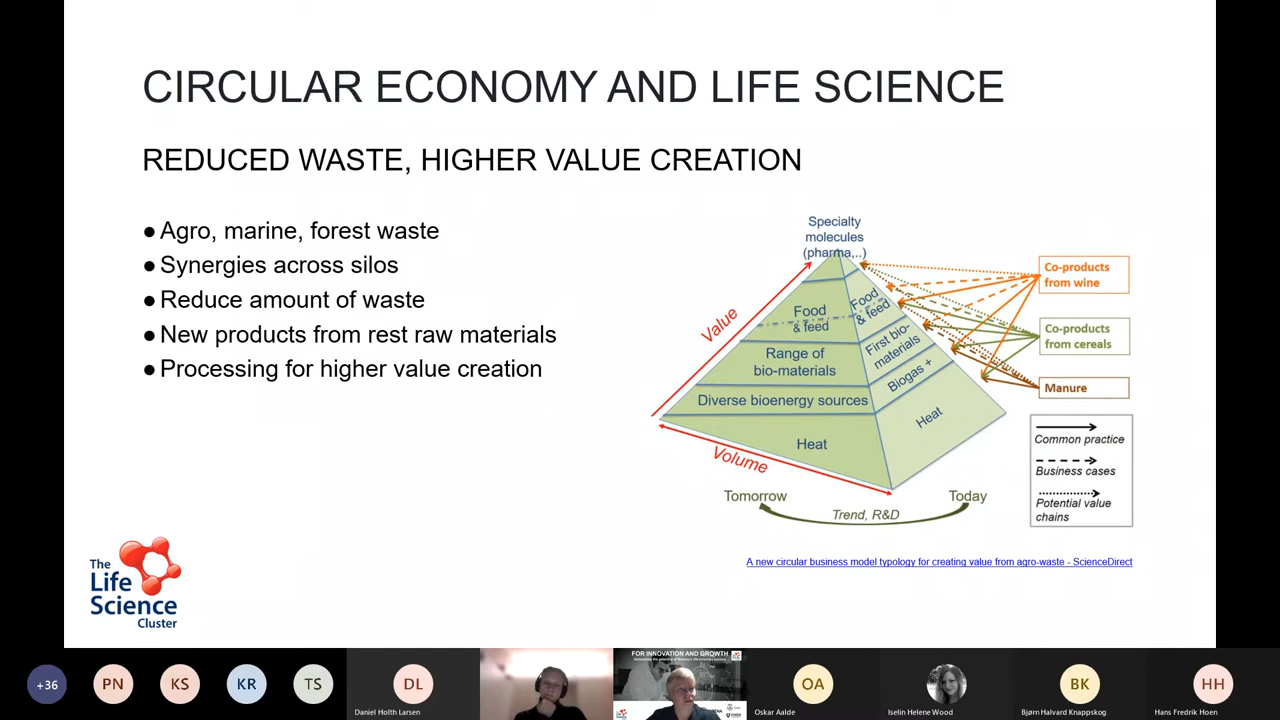 CIRCULAR ECONOMY AND LIFE SCIENCE
REDUCED WASTE, HIGHER VALUE CREATION
● Agro, marine, forest waste
● Synergies across silos
● Reduce amount of waste
● New products from rest raw materials
● Processing for higher value creation
Specialty
molecules
(pharma,..)
Value
Food
& feed
Range of
bio-materials
Diverse bioenergy sources
Heat
Food
& feed
First bio-
materials
Biogas +
Heat
Volume
Tomorrow
Today
Trend, R&D
Co-products
from wine
Co-products
from cereals
Manure
Common practice
Business cases
Potential value
chains
A new circular business model typology for creating value from agro-waste - ScienceDirect
The
Life
Science
Cluster
+36
PN
KS
KR
TS
DL
Daniel Holth Larsen
FOR INNOVATION AND GROWTH
OA
Oskar Aalde
Iselin Helene Wood
BK
Bjørn Halvard Knappskog
HH
Hans Fredrik Hoen